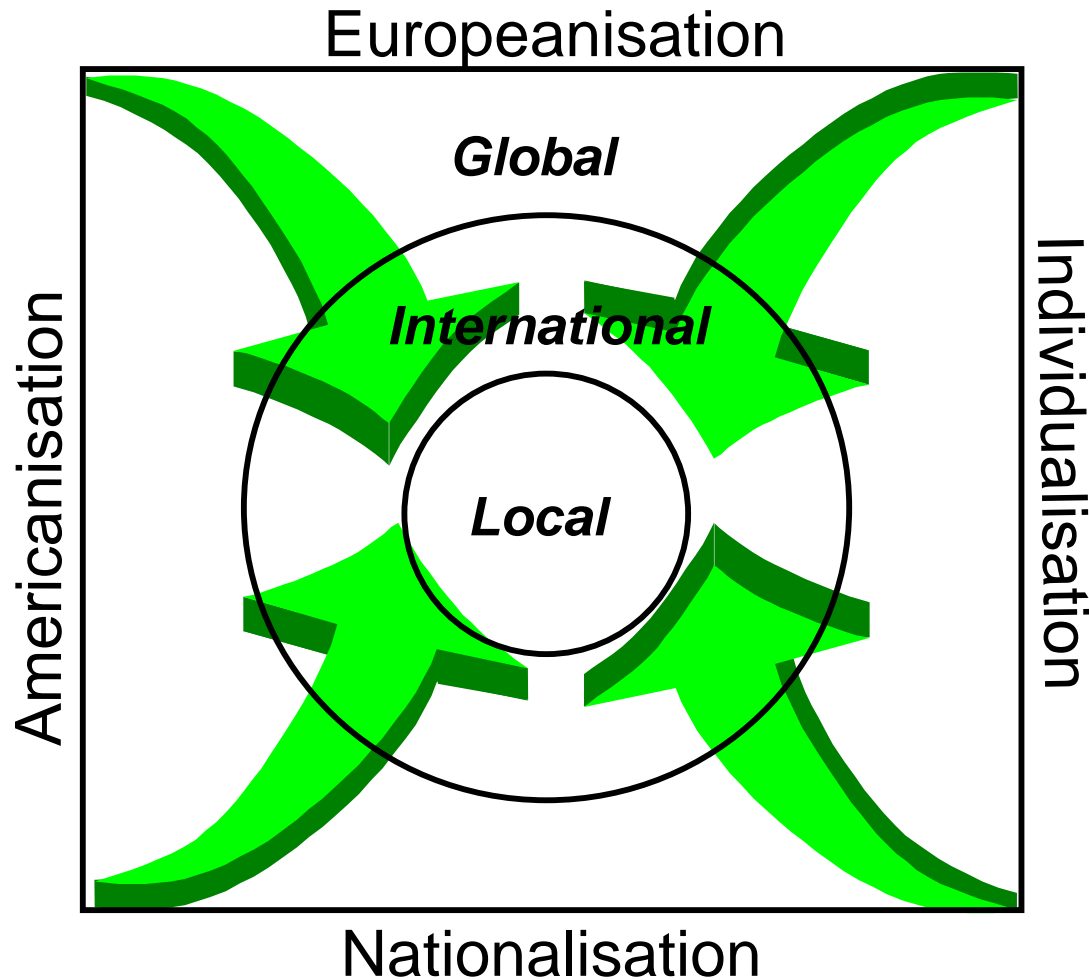 Europeanisation
Global
International
Local
Americanisation
Individualisation
Nationalisation